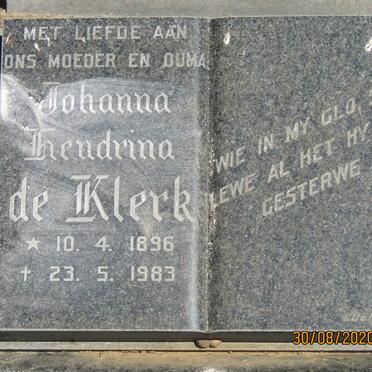 MET LIEFDE AAN
ONS MOEDER EN OUMA
Johanna
Hendrina
de Klerk
* 10. 4. 1896
† 23. 5. 1983
WIE IN MY GLO,
LEWE AL HET HY
GESTERWE
30/08/2020